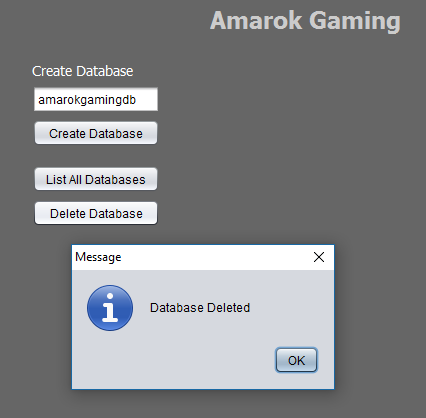 Amarok Gaming
Create Database
amarokgamingdb
Create Database
List All Databases
Delete Database
Message
Database Deleted
OK